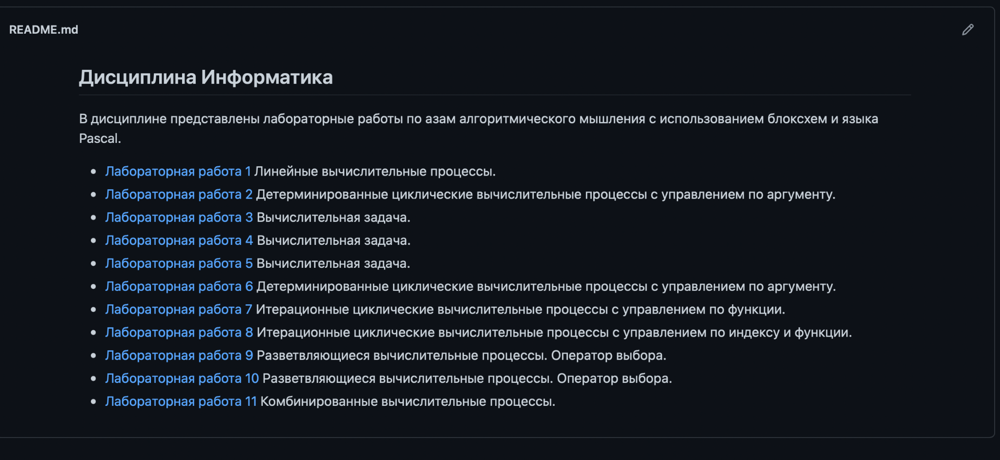 README.md
Дисциплина Информатика
В дисциплине представлены лабораторные работы по азам алгоритмического мышления с использованием блоксхем и языка
Pascal.
Лабораторная работа 1 Линейные вычислительные процессы.
Лабораторная работа 2 Детерминированные циклические вычислительные процессы с управлением по аргументу.
Лабораторная работа 3 Вычислительная задача.
Лабораторная работа 4 Вычислительная задача.
Лабораторная работа 5 Вычислительная задача.
Лабораторная работа 6 Детерминированные циклические вычислительные процессы с управлением по аргументу.
Лабораторная работа 7 Итерационные циклические вычислительные процессы с управлением по функции.
Лабораторная работа 8 Итерационные циклические вычислительные процессы с управлением по индексу и функции.
Лабораторная работа 9 Разветвляющиеся вычислительные процессы. Оператор выбора.
Лабораторная работа 10 Разветвляющиеся вычислительные процессы. Оператор выбора.
Лабораторная работа 11 Комбинированные вычислительные процессы.